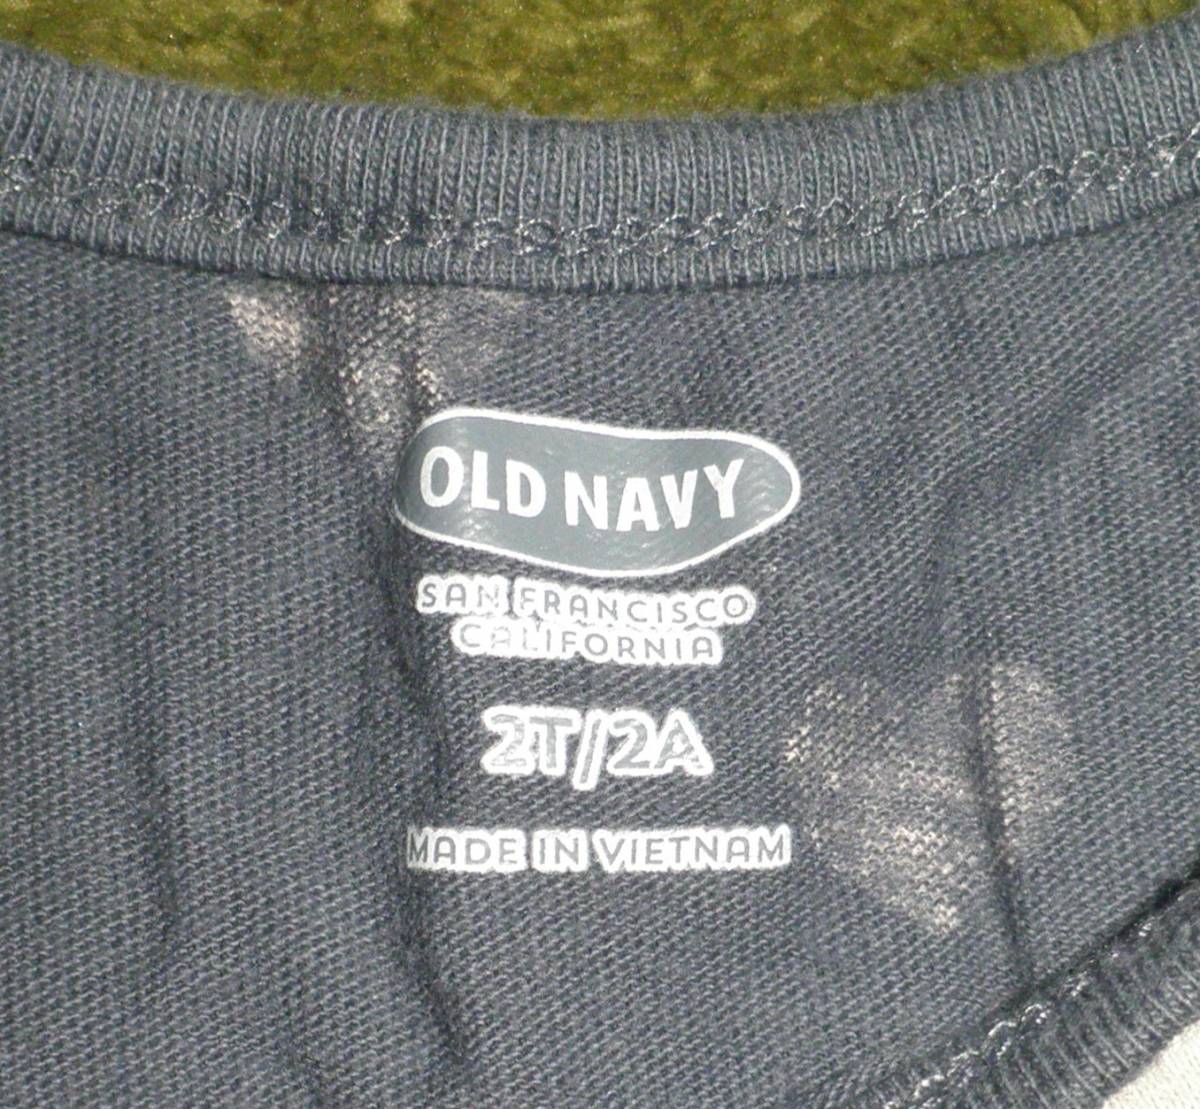 OLD NAVY
SAN FRANCISCO
CALIFORNIA
2T/2A
MADE IN VIETNAM